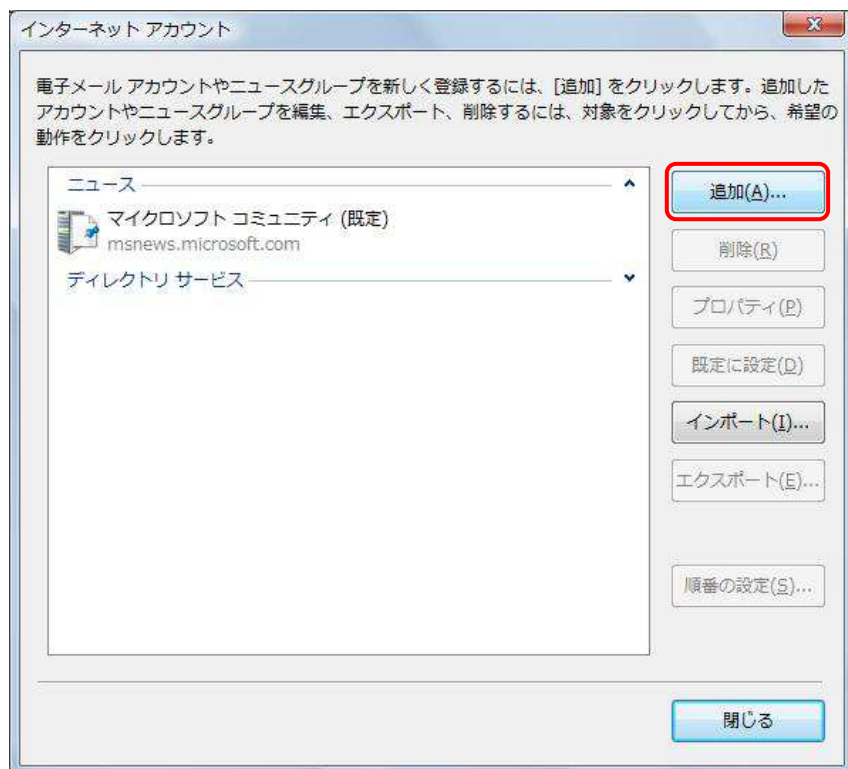 インターネット アカウント
電子メール アカウントやニュースグループを新しく登録するには、[追加] をクリックします。追加した
アカウントやニュースグループを編集、エクスポート、削除するには、対象をクリックしてから、希望の
動作をクリックします。
ニュース
マイクロソフト コミュニティ (既定)
msnews.microsoft.com
ディレクトリ サービス
追加(A)...
削除(R)
プロパティ(P)
既定に設定(D)
インポート(I)...
エクスポート(E)...
順番の設定(S)...
閉じる